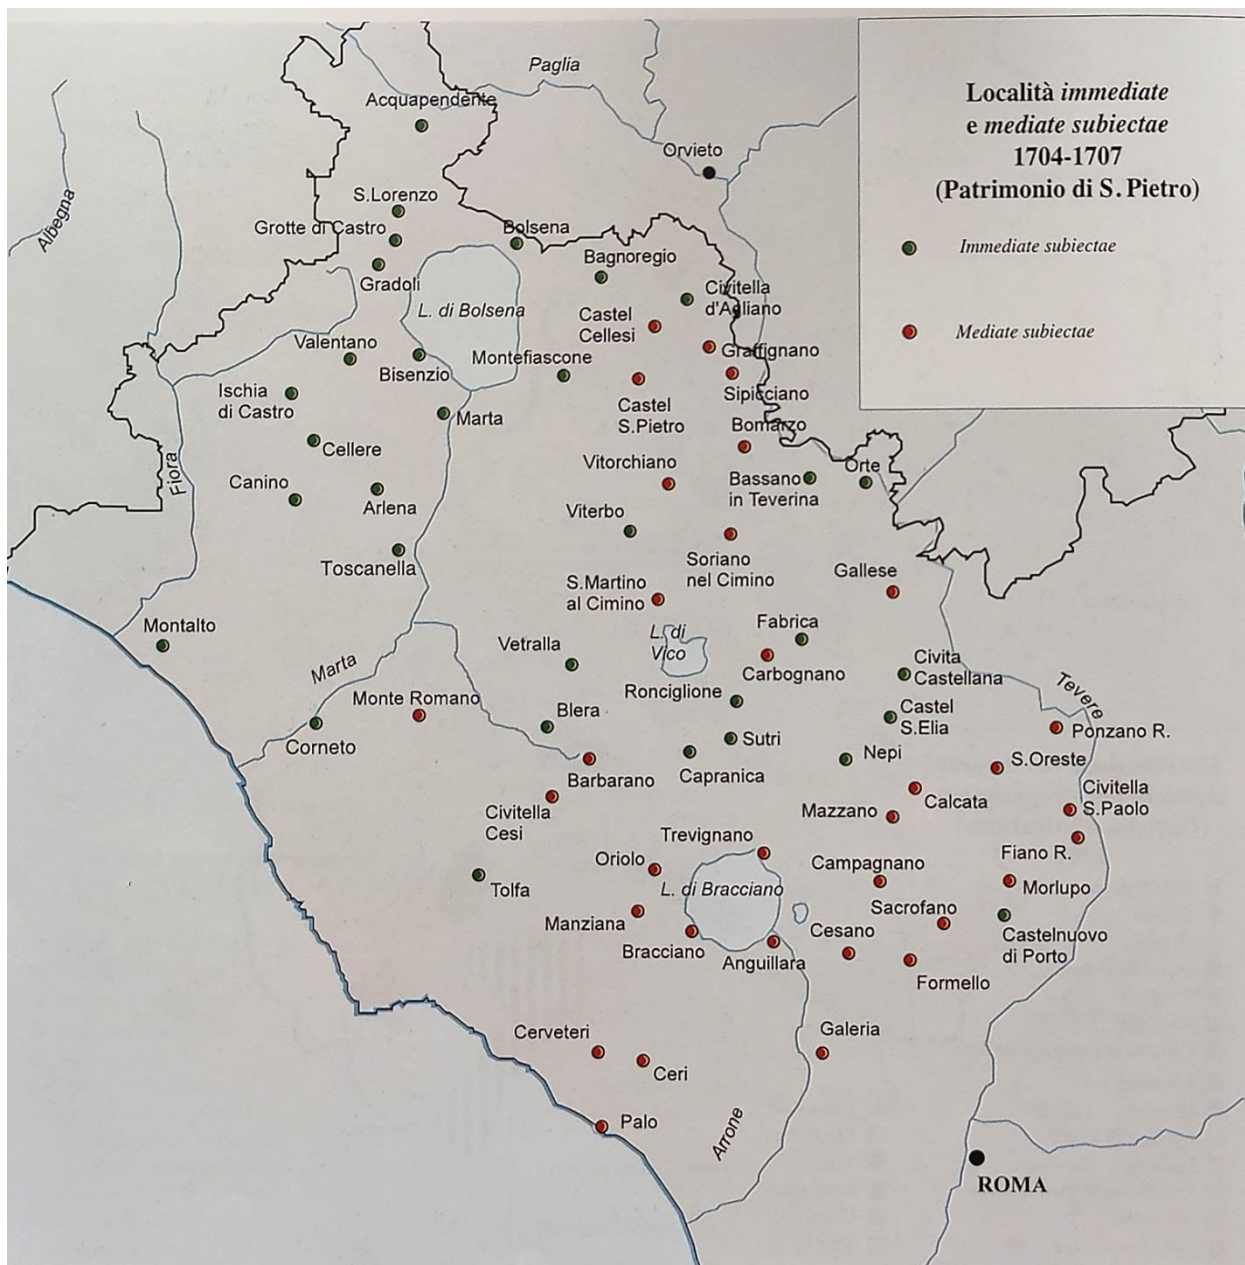 Località immediate
e mediate subiectae
1704-1707
(Patrimonio di S. Pietro)
Immediate subiectae
Mediate subiectae
Paglia
Acquapendente
Orvieto
Albegna
S.Lorenzo
Grotte di Castro
Bolsena
Bagnoregio
Gradoli
Civitella
d'Agliano
L. di Bolsena
Castel
Cellesi
Valentano
Graffignano
Montefiascone
Bisenzio
Ischia
di Castro
Sipicciano
Castel
S.Pietro
Marta
Bomarzo
Cellere
Vitorchiano
Orte
Fiora
Canino
Bassano
in Teverina
Arlena
Viterbo
Soriano
nel Cimino
Toscanella
Gallese
S.Martino
al Cimino
Montalto
Fabrica
L. di
Vico
Vetralla
Civita
Castellana
Marta
Carbognano
Tevere
Ronciglione
Monte Romano
Blera
Castel
S.Elia
Ponzano R.
Corneto
Sutri
Nepi
S.Oreste
Capranica
Barbarano
Civitella
S.Paolo
Calcata
Civitella
Cesi
Mazzano
Trevignano
Fiano R.
Oriolo
Campagnano
Tolfa
L. di Bracciano
Morlupo
Sacrofano
Manziana
Cesano
Castelnuovo
di Porto
Bracciano
Anguillara
Formello
Cerveteri
Galeria
Ceri
Palo
Arrone
ROMA